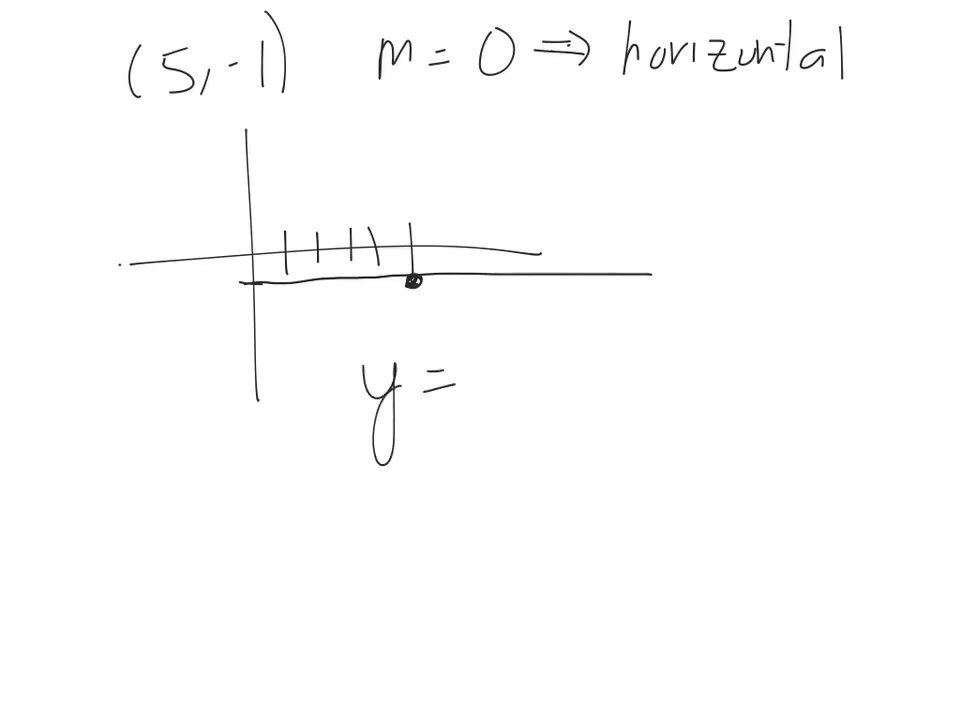 (5, -1) m = 0 ⇒ horizontal
y =